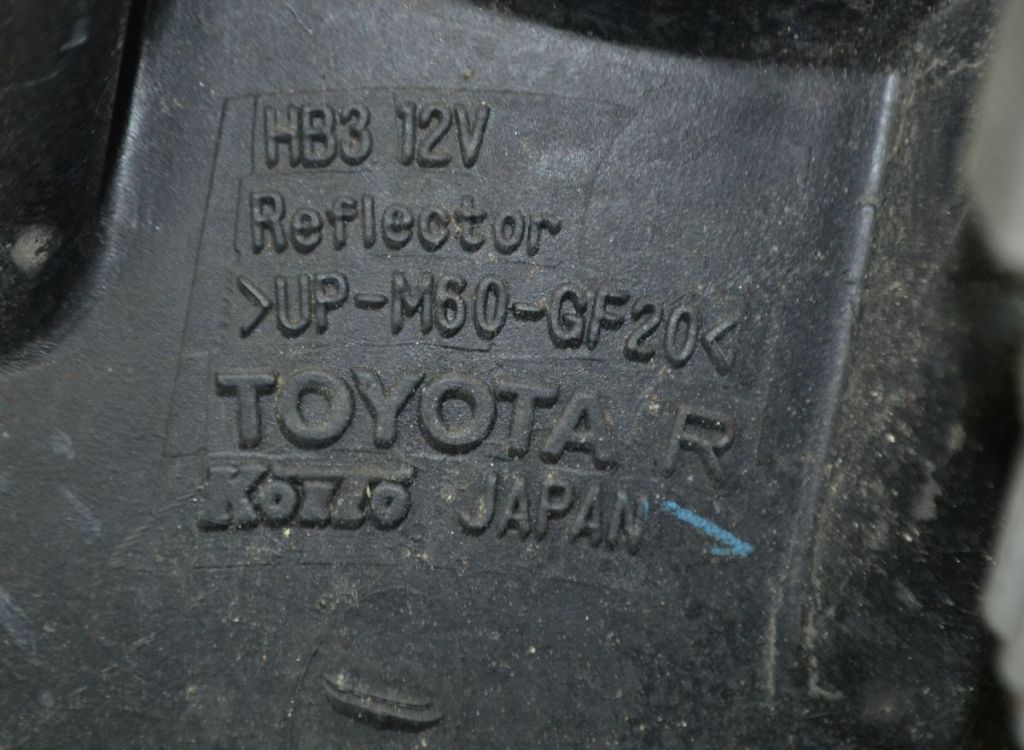 HB3 12V
Reflector
>UP-M60-GF20<
TOYOTA R
KOITO JAPAN